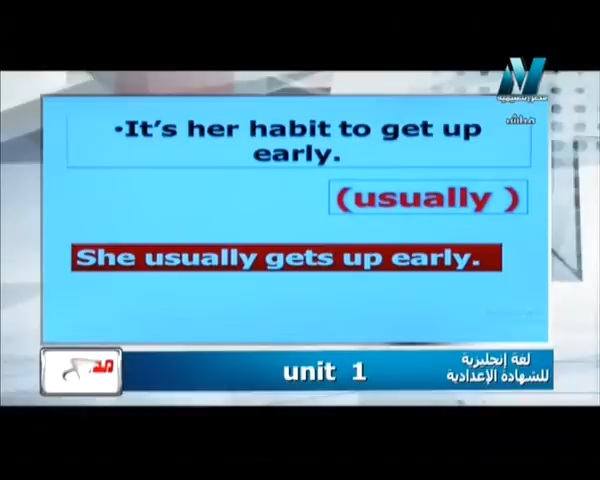 مباشر
•It's her habit to get up
early.
(usually )
She usually gets up early.
unit 1
لغة إنجليزية
للشهادة الإعدادية